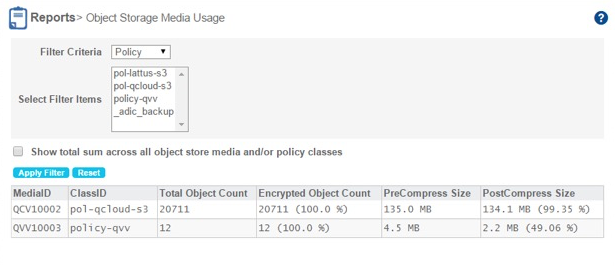 Reports> Object Storage Media Usage ?
Filter Criteria Policy
Select Filter Items
pol-lattus-s3
pol-qcloud-s3
policy-qvv
_adic_backup
Show total sum across all object store media and/or policy classes
Apply Filter Reset
MediaID ClassID Total Object Count Encrypted Object Count PreCompress Size PostCompress Size
QCV10002 pol-qcloud-s3 20711 20711 (100.0 %) 135.0 MB 134.1 MB (99.35 %)
QVV10003 policy-qvv 12 12 (100.0 %) 4.5 MB 2.2 MB (49.06 %)